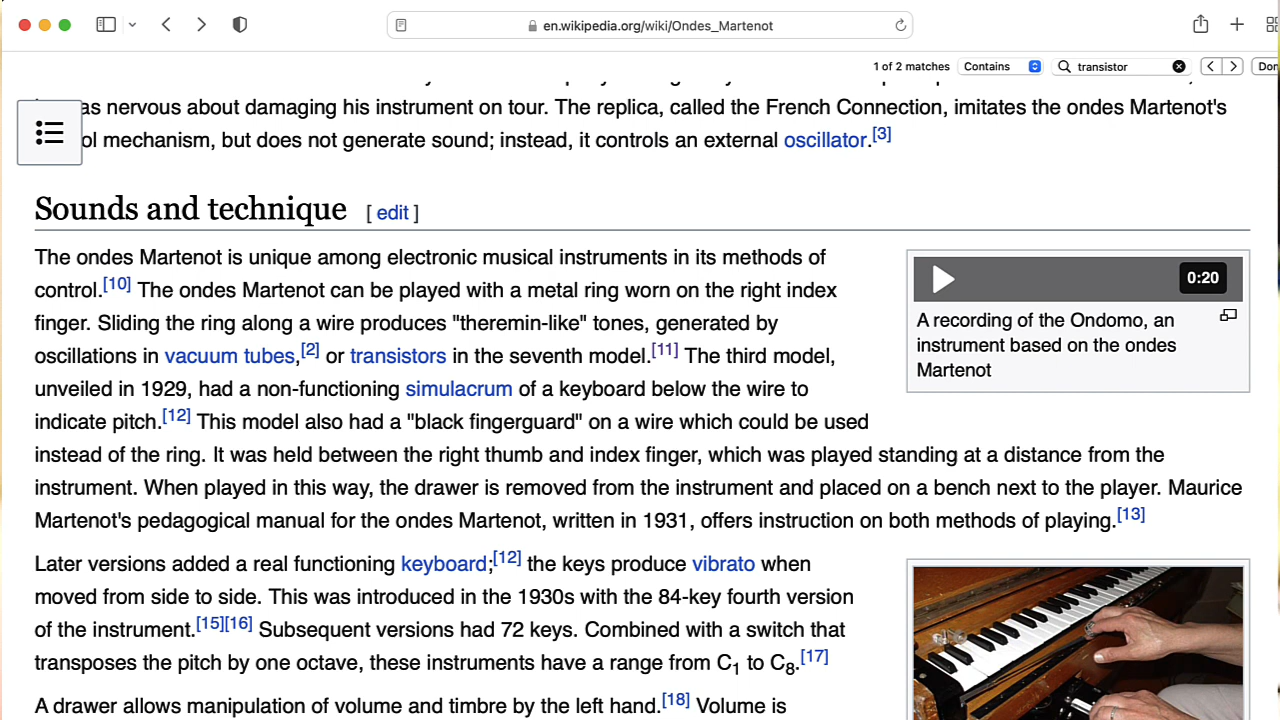 en.wikipedia.org/wiki/Ondes_Martenot
1 of 2 matches Contains transistor
as nervous about damaging his instrument on tour. The replica, called the French Connection, imitates the ondes Martenot's
ol mechanism, but does not generate sound; instead, it controls an external oscillator.[3]
Sounds and technique [ edit ]
The ondes Martenot is unique among electronic musical instruments in its methods of
control.[10] The ondes Martenot can be played with a metal ring worn on the right index
finger. Sliding the ring along a wire produces "theremin-like" tones, generated by
oscillations in vacuum tubes,[2] or transistors in the seventh model.[11] The third model,
unveiled in 1929, had a non-functioning simulacrum of a keyboard below the wire to
indicate pitch.[12] This model also had a "black fingerguard" on a wire which could be used
instead of the ring. It was held between the right thumb and index finger, which was played standing at a distance from the
instrument. When played in this way, the drawer is removed from the instrument and placed on a bench next to the player. Maurice
Martenot's pedagogical manual for the ondes Martenot, written in 1931, offers instruction on both methods of playing.[13]
0:20
A recording of the Ondomo, an
instrument based on the ondes
Martenot
Later versions added a real functioning keyboard;[12] the keys produce vibrato when
moved from side to side. This was introduced in the 1930s with the 84-key fourth version
of the instrument.[15][16] Subsequent versions had 72 keys. Combined with a switch that
transposes the pitch by one octave, these instruments have a range from C1 to C8.[17]
A drawer allows manipulation of volume and timbre by the left hand.[18] Volume is